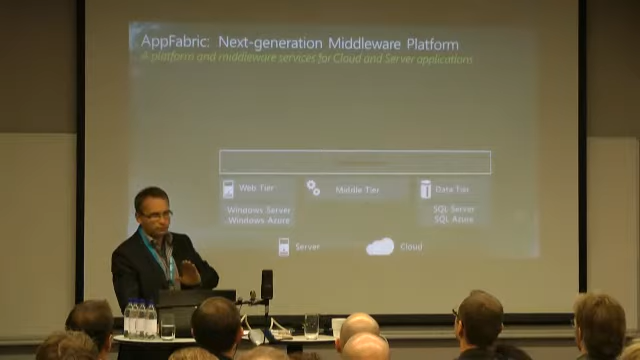 AppFabric: Next-generation Middleware Platform
A platform and middleware services for Cloud and Server applications
Web Tier
Middle Tier
Data Tier
Windows Server
Windows Azure
SQL Server
SQL Azure
Server
Cloud